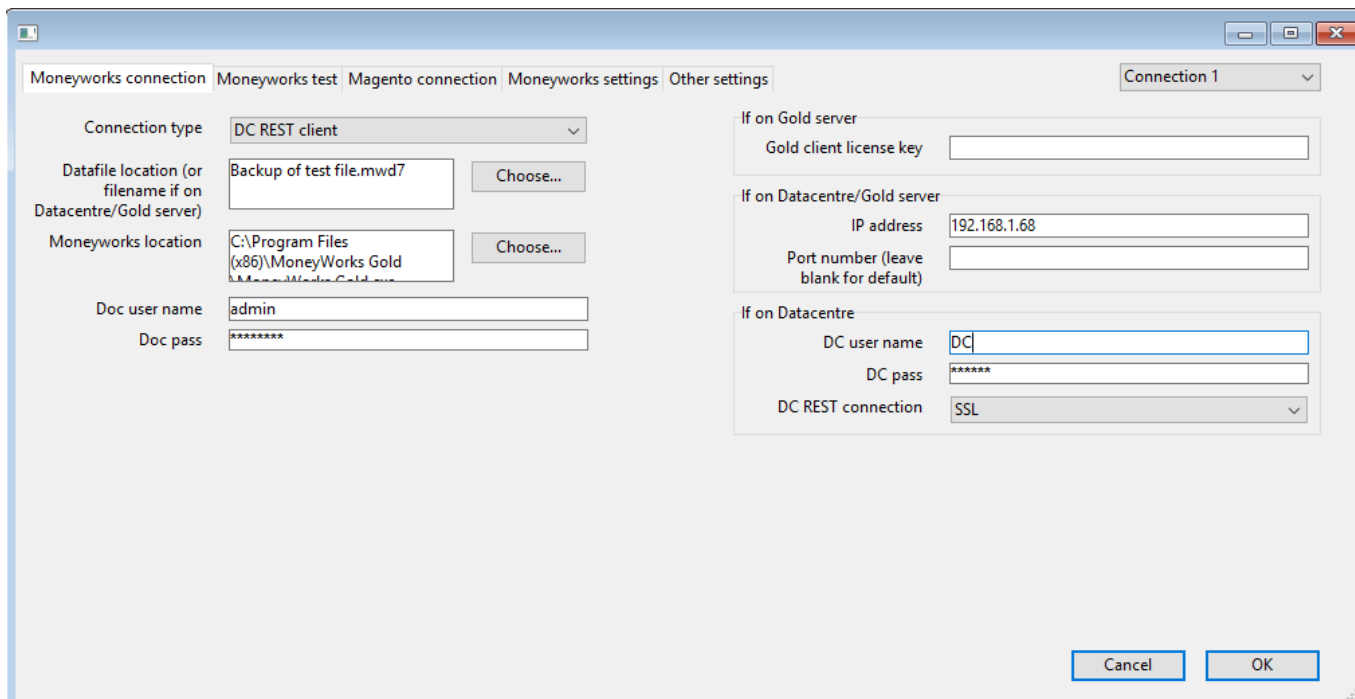 Moneyworks connection Moneyworks test Magento connection Moneyworks settings Other settings
Connection 1
Connection type
DC REST client
Datafile location (or
filename if on
Datacentre/Gold server)
Backup of test file.mwd7
Choose...
Moneyworks location
C:\Program Files
(x86)\MoneyWorks Gold
\MoneyWorks Gold.exe
Choose...
Doc user name
admin
Doc pass
********
If on Gold server
Gold client license key
If on Datacentre/Gold server
IP address
192.168.1.68
Port number (leave
blank for default)
If on Datacentre
DC user name
DC
DC pass
******
DC REST connection
SSL
Cancel
OK